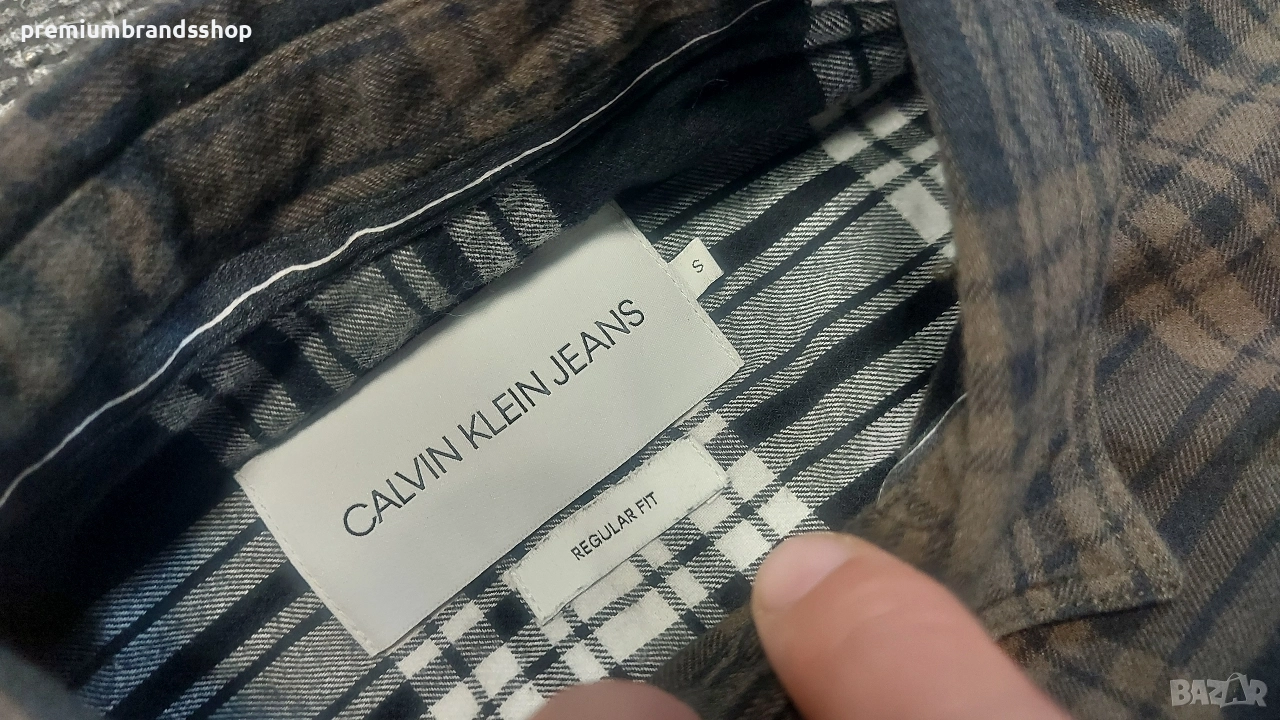 premiumbrandsshop
S
CALVIN KLEIN JEANS
REGULAR FIT
BAZAR